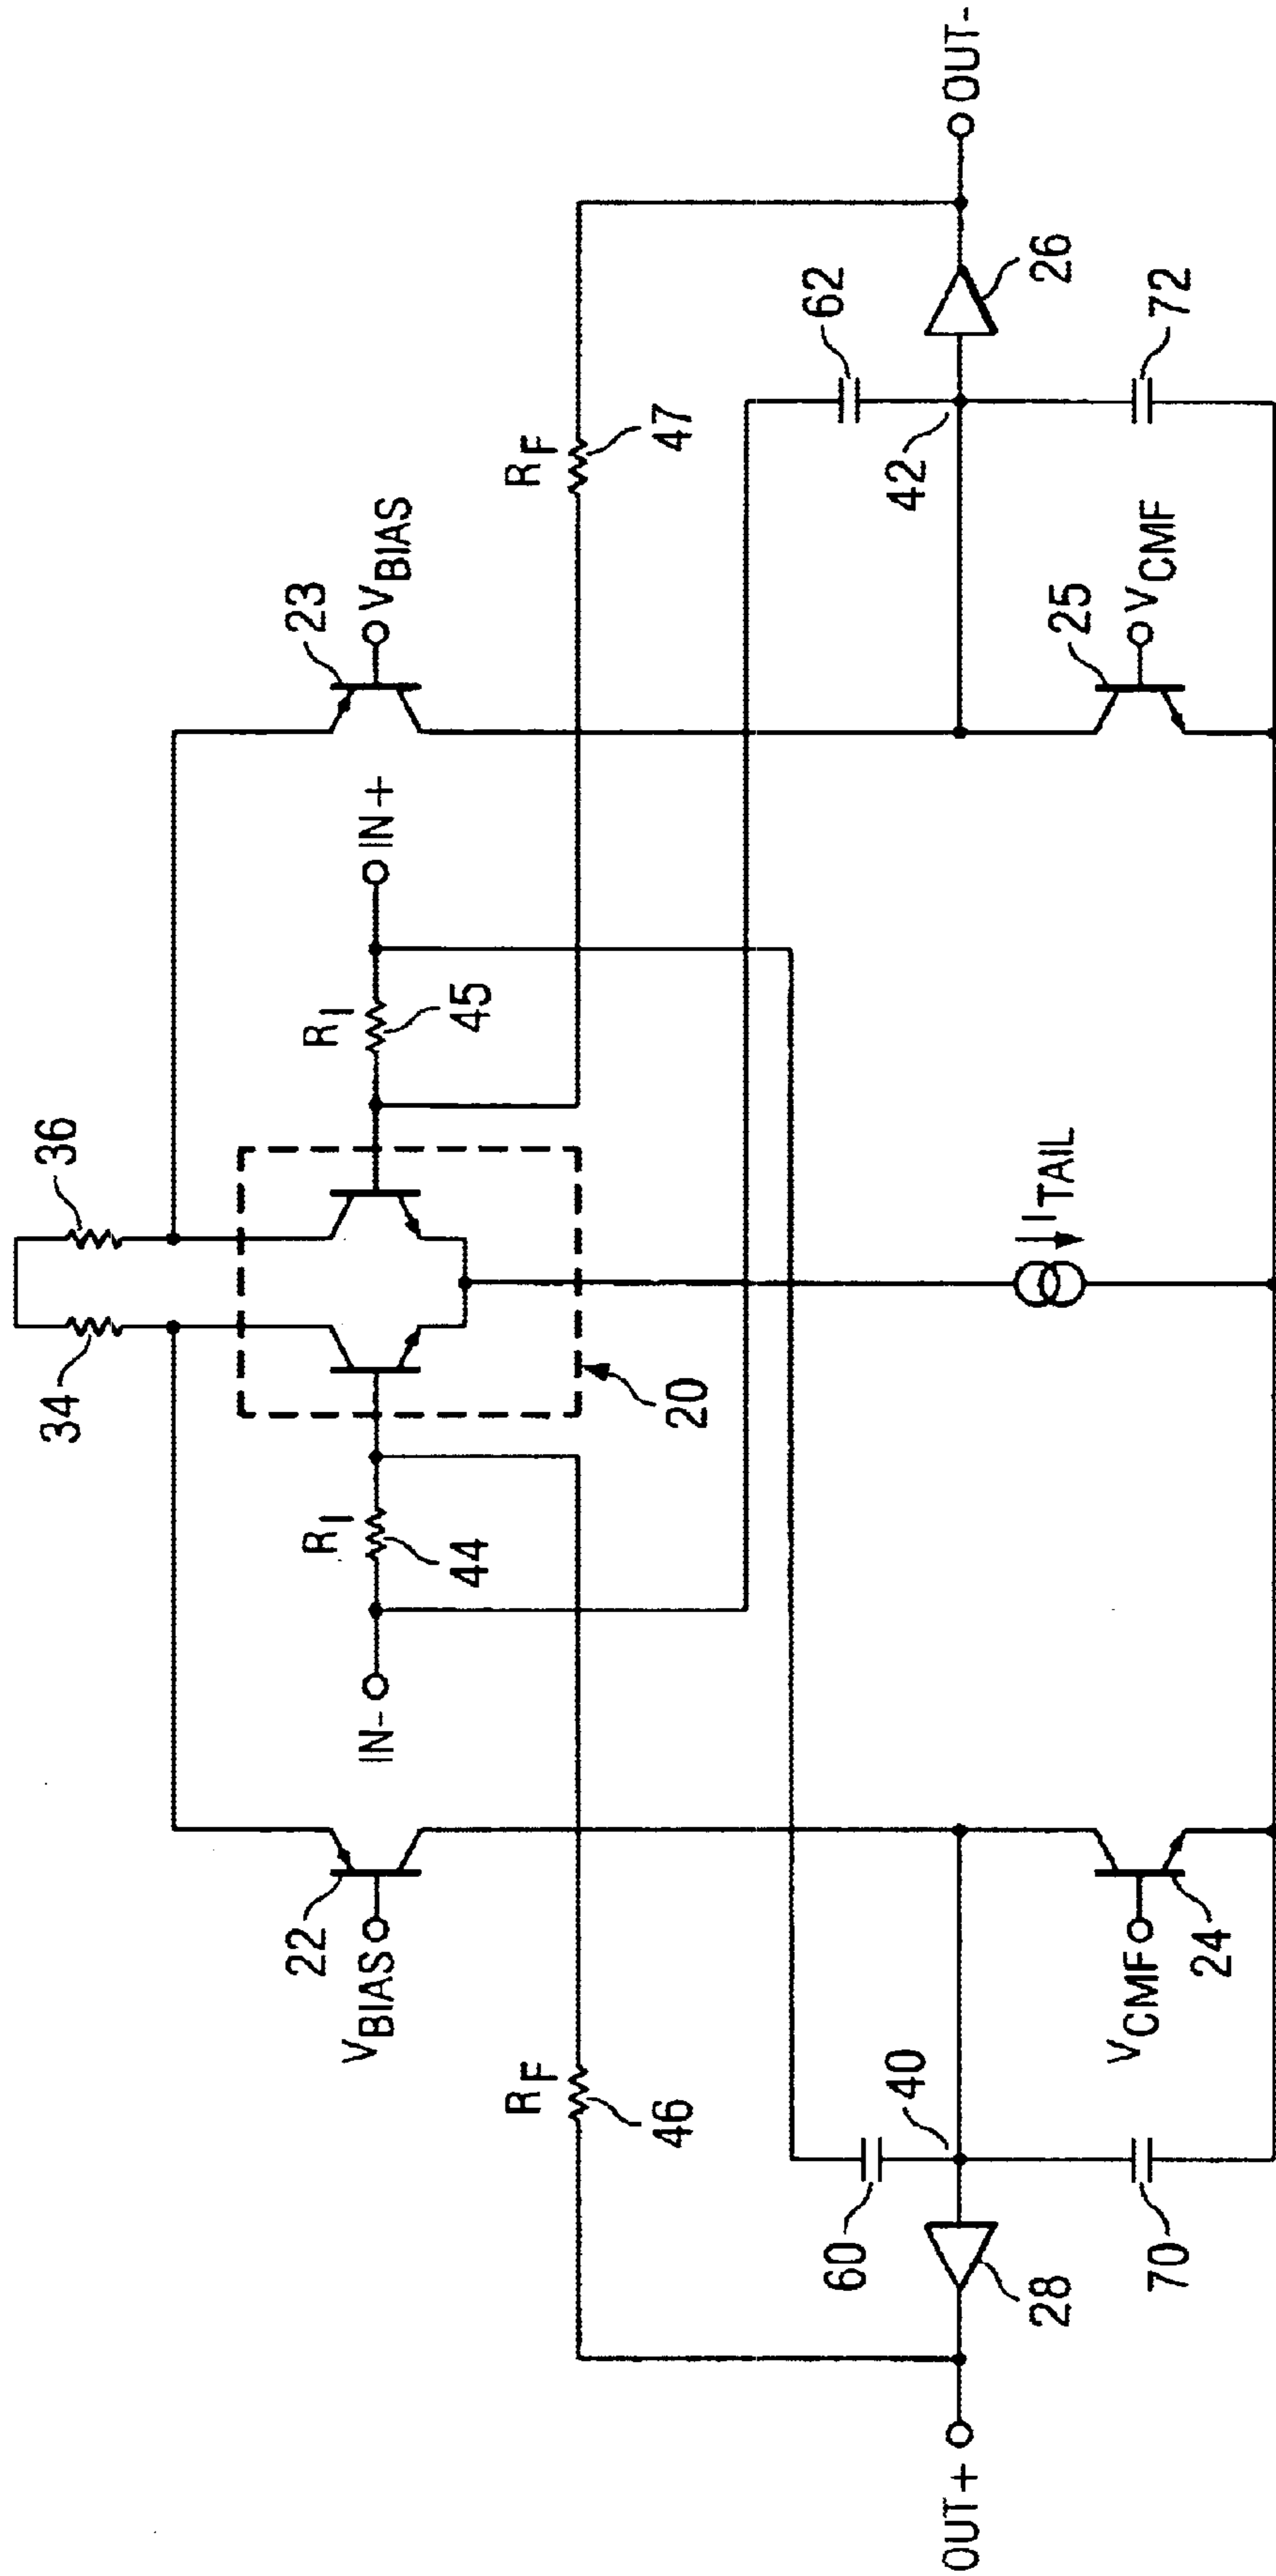 34
36
22
VBIAS
IN-
RI
44
20
RI
45
IN+
23
VBIAS
RF
46
RF
47
60
40
62
42
OUT+
28
70
VCMF
24
ITAIL
25
VCMF
26
72
OUT-